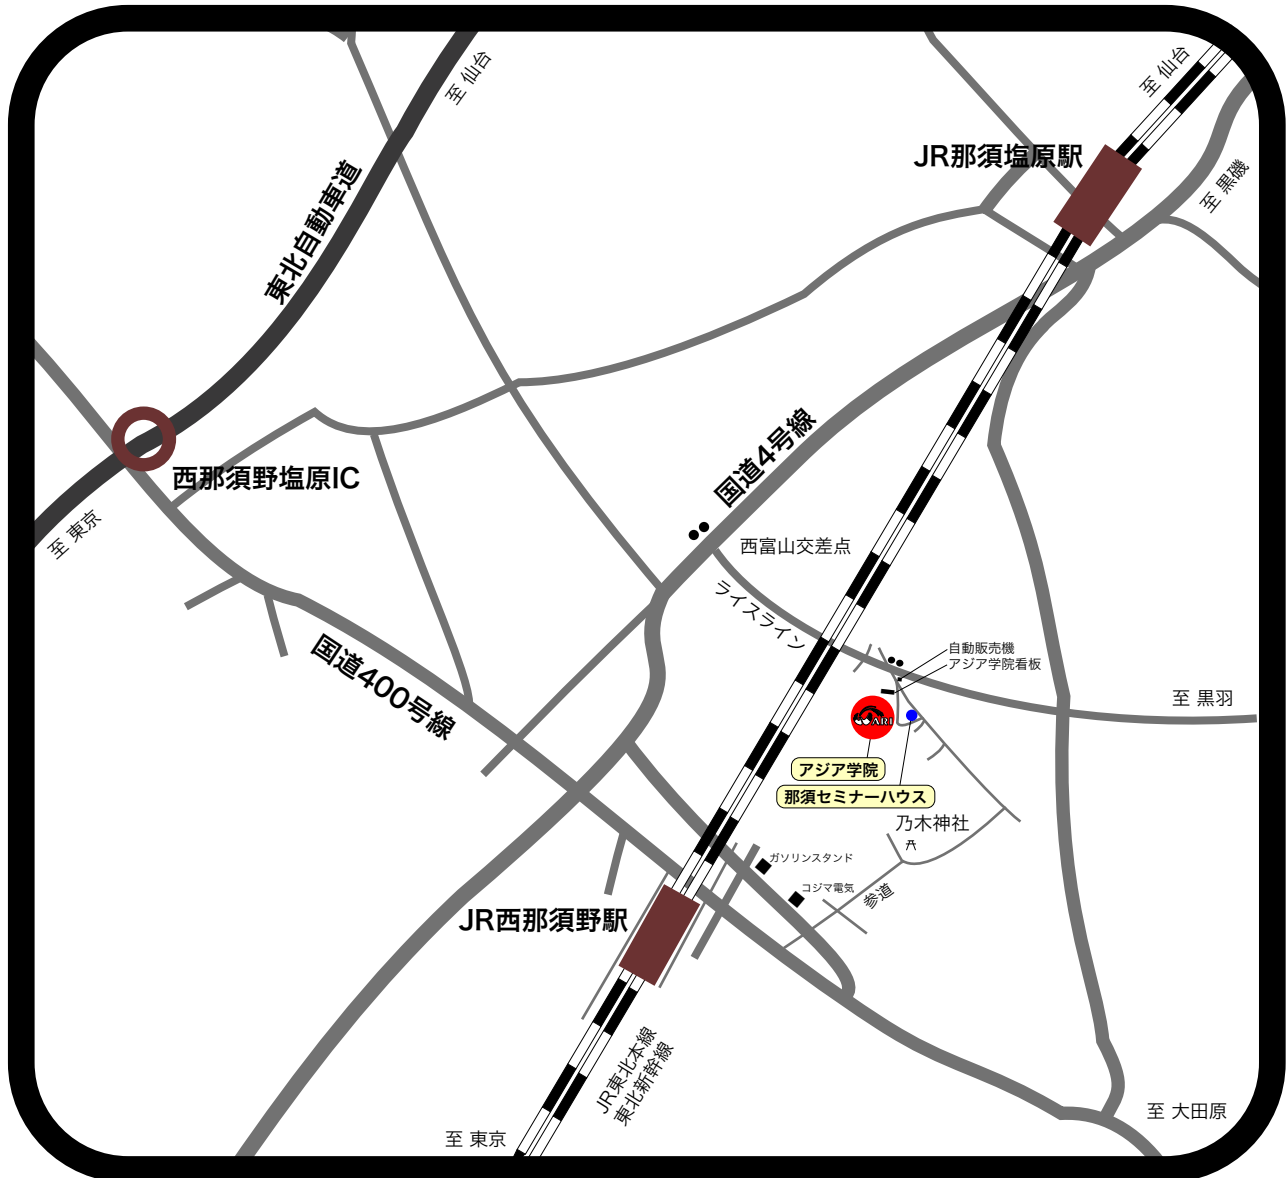 至 仙台
至 仙台
JR那須塩原駅
至 黒磯
東北自動車道
西那須野塩原IC
国道4号線
至 東京
西富山交差点
ライスライン
国道400号線
自動販売機
アジア学院看板
至 黒羽
ARI
アジア学院
那須セミナーハウス
乃木神社
ガソリンスタンド
コジマ電気
参道
JR西那須野駅
JR東北本線
東北新幹線
至 大田原
至 東京